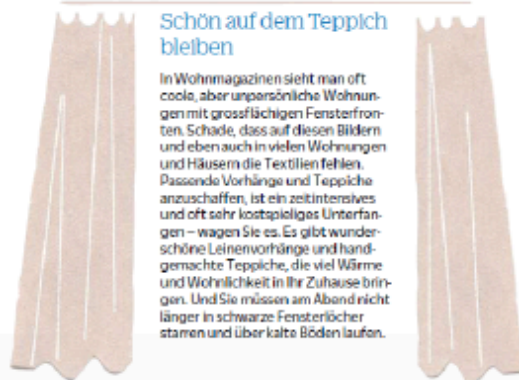 Schön auf dem Teppich
bleiben
In Wohnmagazinen sieht man oft
coole, aber unpersönliche Wohnun-
gen mit grossflächigen Fensterfron-
ten. Schade, dass auf diesen Bildern
und eben auch in vielen Wohnungen
und Häusern die Textilien fehlen.
Passende Vorhänge und Teppiche
anzuschaffen, ist ein zeitintensives
und oft sehr kostspieliges Unterfan-
gen – wagen Sie es. Es gibt wunder-
schöne Leinenvorhänge und hand-
gemachte Teppiche, die viel Wärme
und Wohnlichkeit in Ihr Zuhause brin-
gen. Und Sie müssen am Abend nicht
länger in schwarze Fensterlöcher
starren und über kalte Böden laufen.